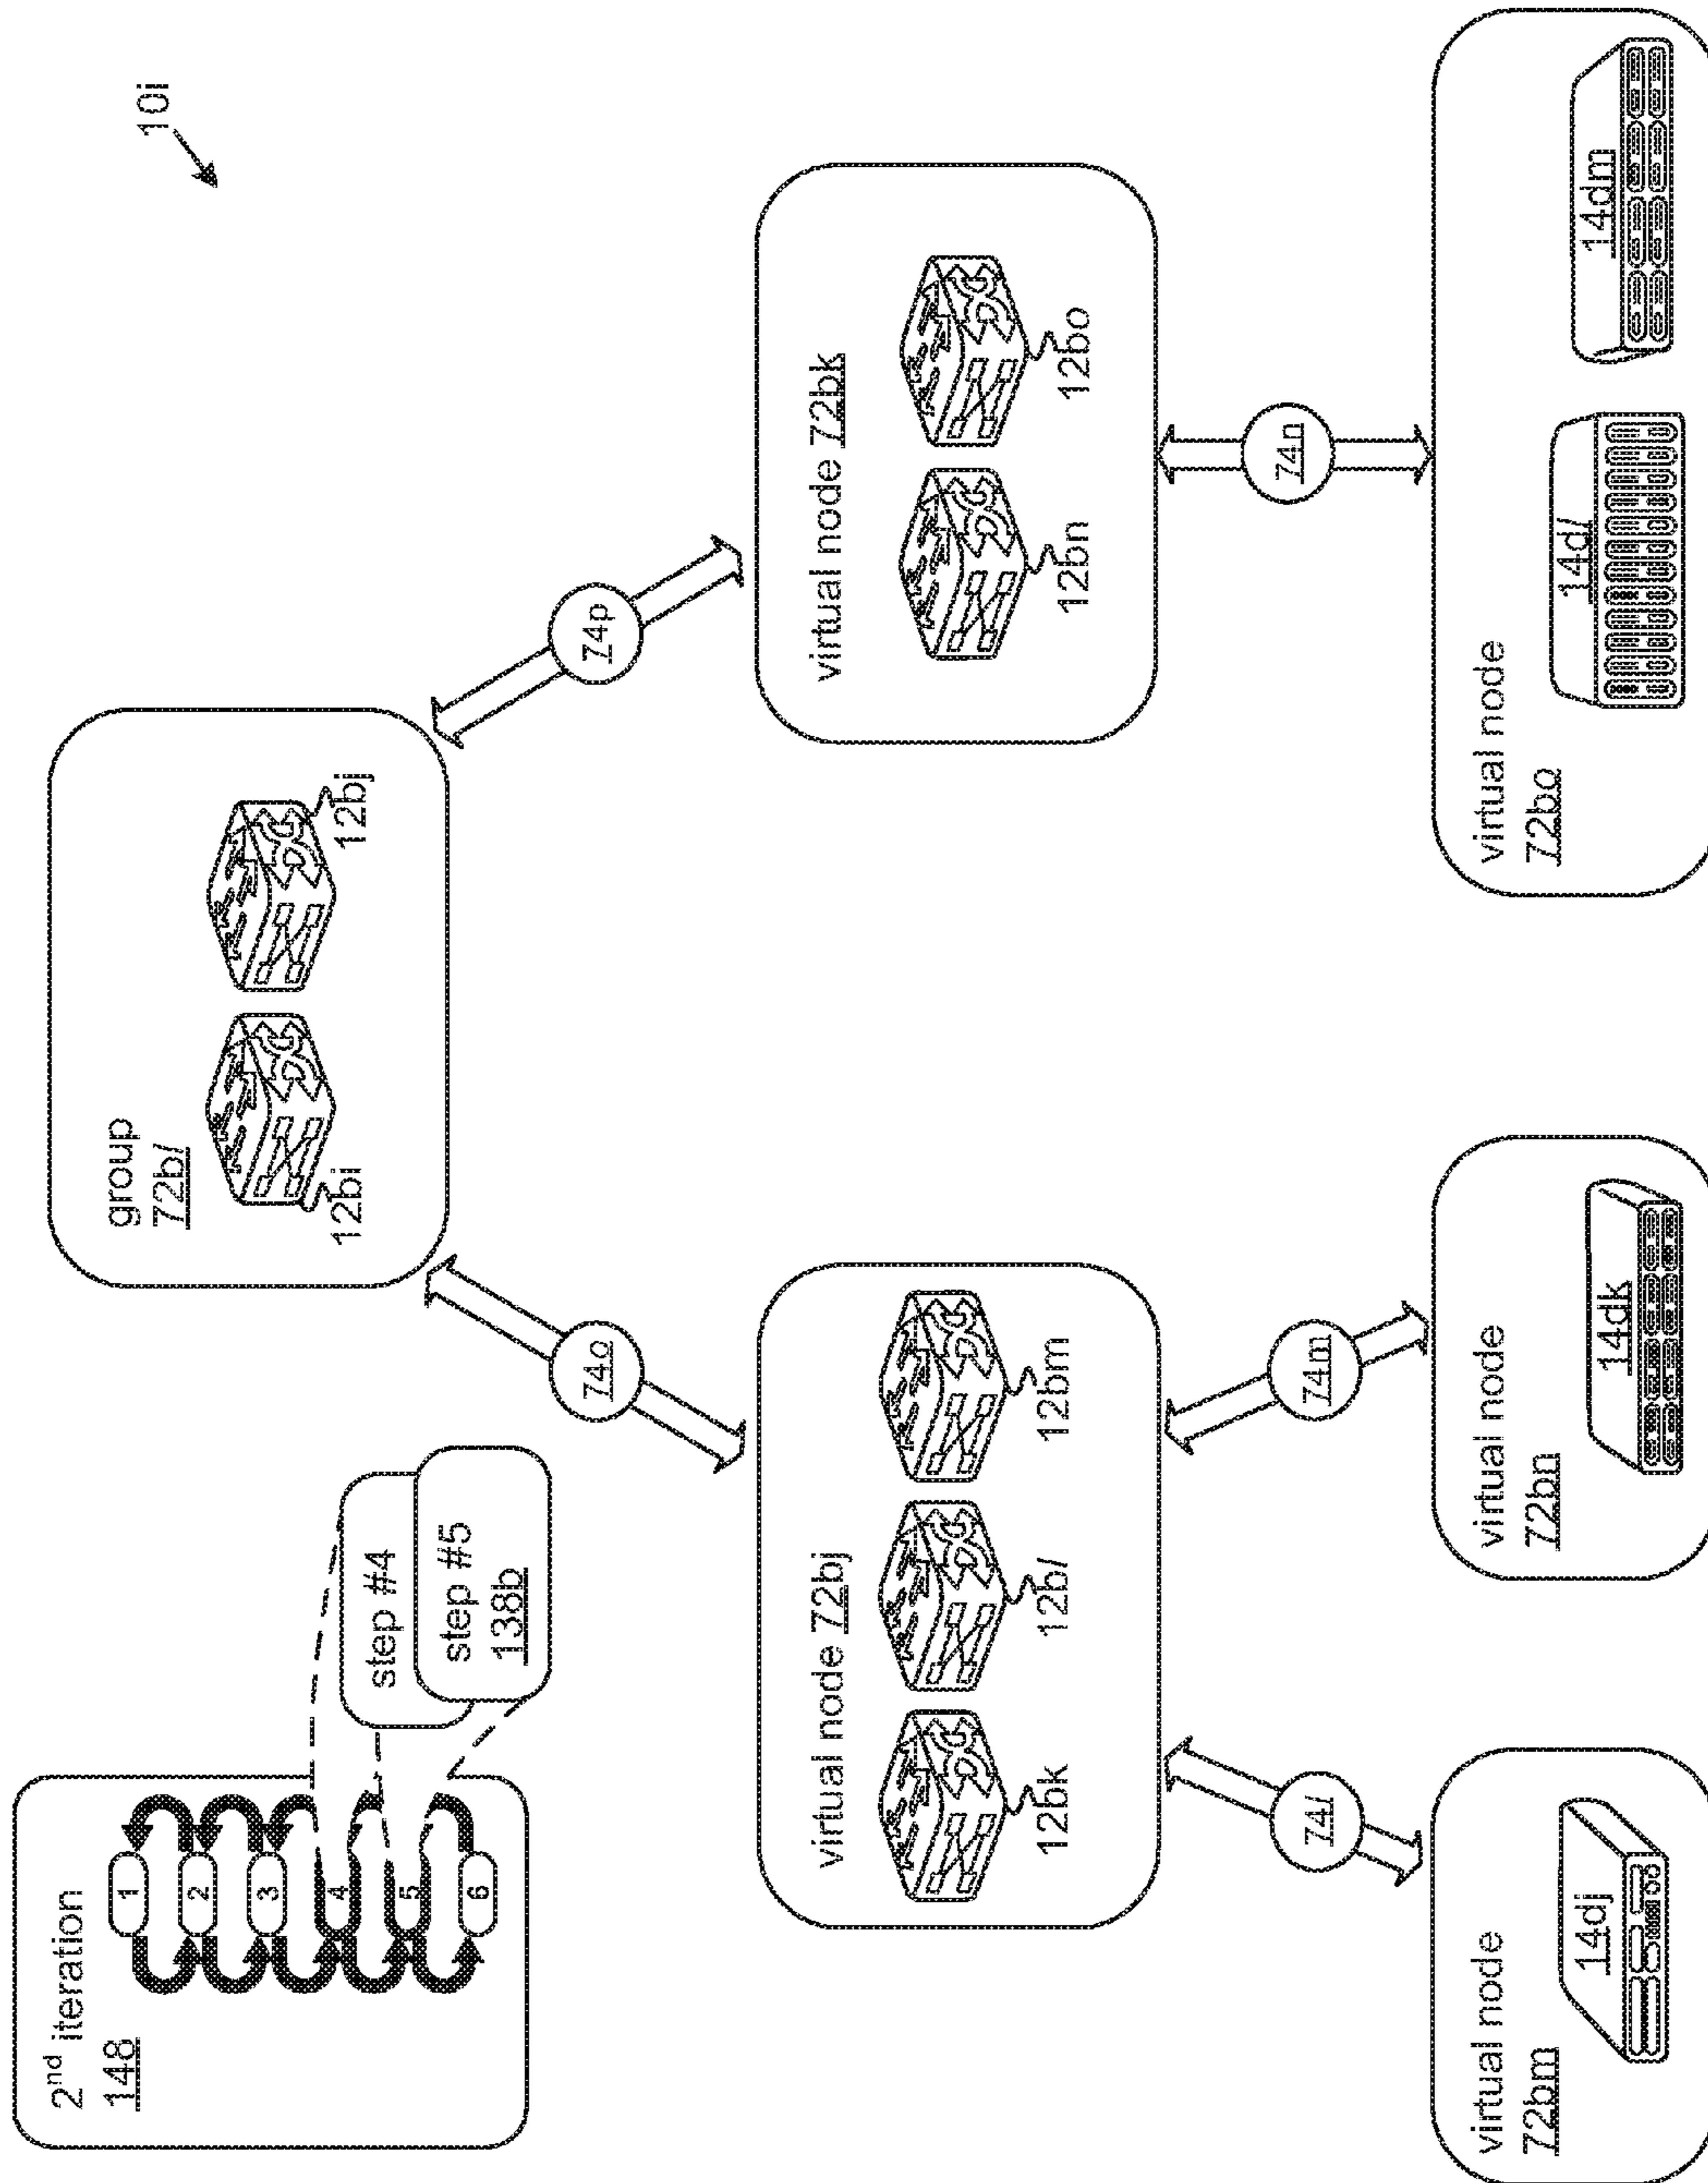 10i
2nd iteration
148
1
2
3
4
5
6
step #4
step #5
138b
group
72bl
12bi
12bj
74o
74p
virtual node 72bj
12bk
12bl
12bm
virtual node 72bk
12bn
12bo
74l
74m
74n
virtual node
72bm
14dj
virtual node
72bn
14dk
virtual node
72bo
14dl
14dm